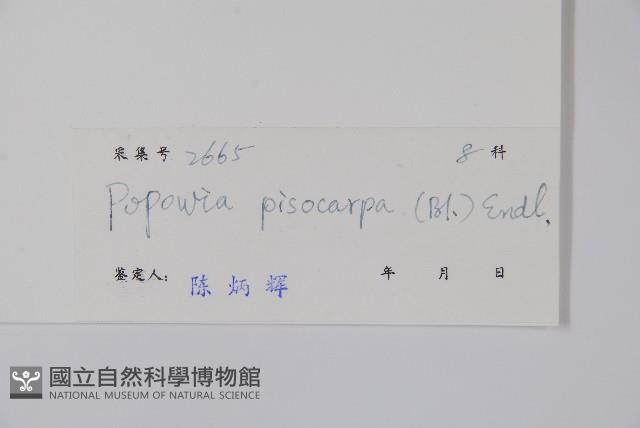 采集号 2665 8 科
Popowia pisocarpa (Bl.) Endl.
鉴定人: 陈炳辉 年 月 日
國立自然科學博物館
NATIONAL MUSEUM OF NATURAL SCIENCE